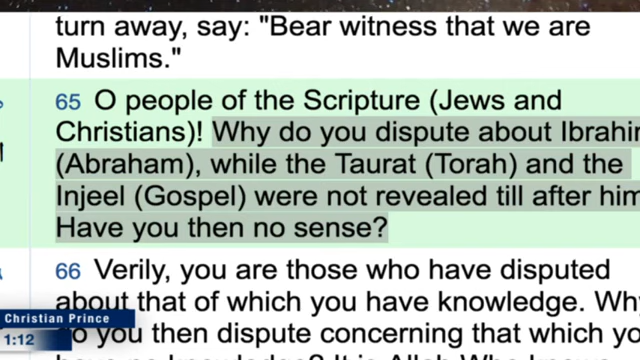 turn away, say: "Bear witness that we are
Muslims."
65 O people of the Scripture (Jews and
Christians)! Why do you dispute about
(Abraham), while the Taurat (Torah) and the
Injeel (Gospel) were not revealed till after
Have you then no sense?
66 Verily, you are those who have disputed
about that of which you have knowledge.
do you then dispute concerning that which
Christian Prince
1:12